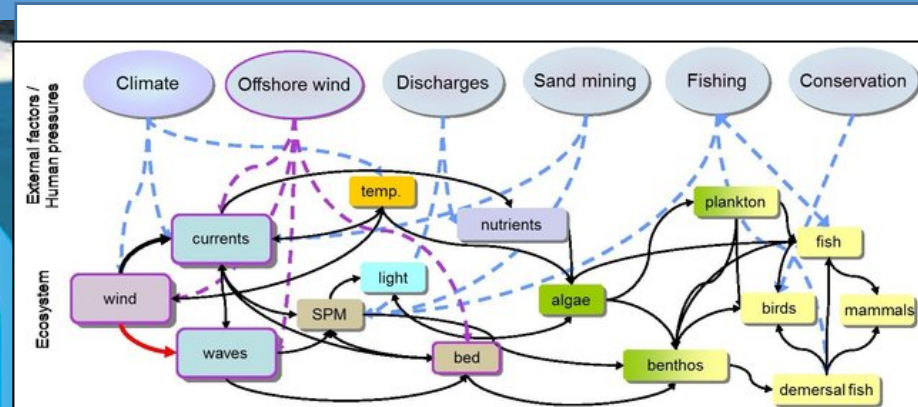 External factors /
Human pressures
Climate
Offshore wind
Discharges
Sand mining
Fishing
Conservation
Ecosystem
temp.
plankton
nutrients
currents
fish
light
wind
algae
SPM
birds
mammals
waves
bed
benthos
demersal fish